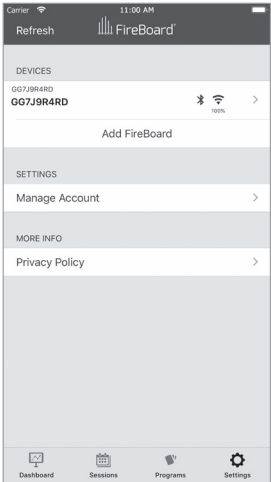 Carrier 11:00 AM
Refresh FireBoard
DEVICES
GG7J9R4RD
GG7J9R4RD
100%
Add FireBoard
SETTINGS
Manage Account
MORE INFO
Privacy Policy
Dashboard Sessions Programs Settings